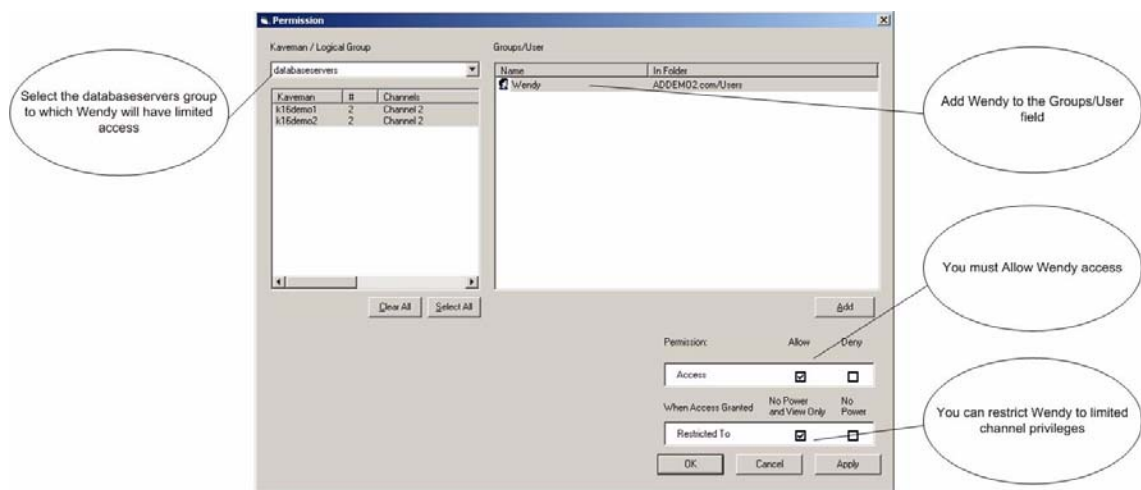 Permission
Kaveman / Logical Group
databaseservers
Kaveman # Channels
k16demo1 2 Channel 2
k16demo2 2 Channel 2
Clear All Select All
Groups/User
Name In Folder
Wendy ADDEMO2.com/Users
Add
Permission: Allow Deny
Access
When Access Granted
No Power
and View Only
No
Power
Restricted To
OK Cancel Apply
Select the databaseservers group
to which Wendy will have limited
access
Add Wendy to the Groups/User
field
You must Allow Wendy access
You can restrict Wendy to limited
channel privileges